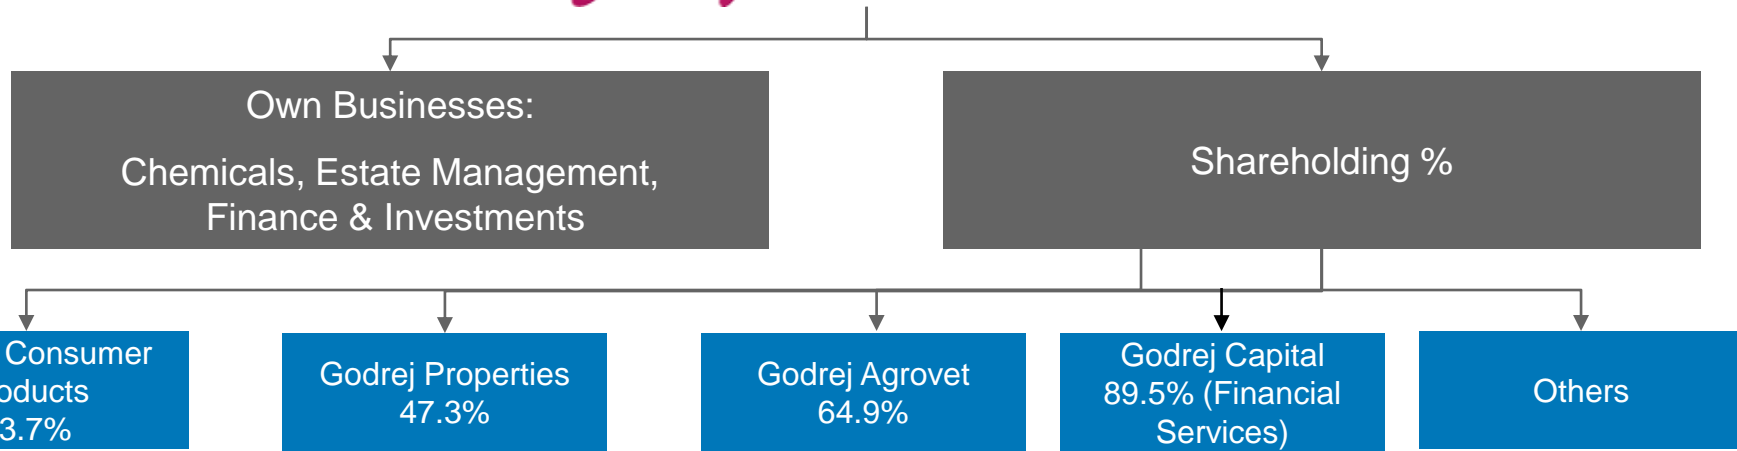 Own Businesses:
Chemicals, Estate Management,
Finance & Investments
Shareholding %
Consumer
3.7%
Godrej Properties
47.3%
Godrej Agrovet
64.9%
Godrej Capital
89.5% (Financial
Services)
Others